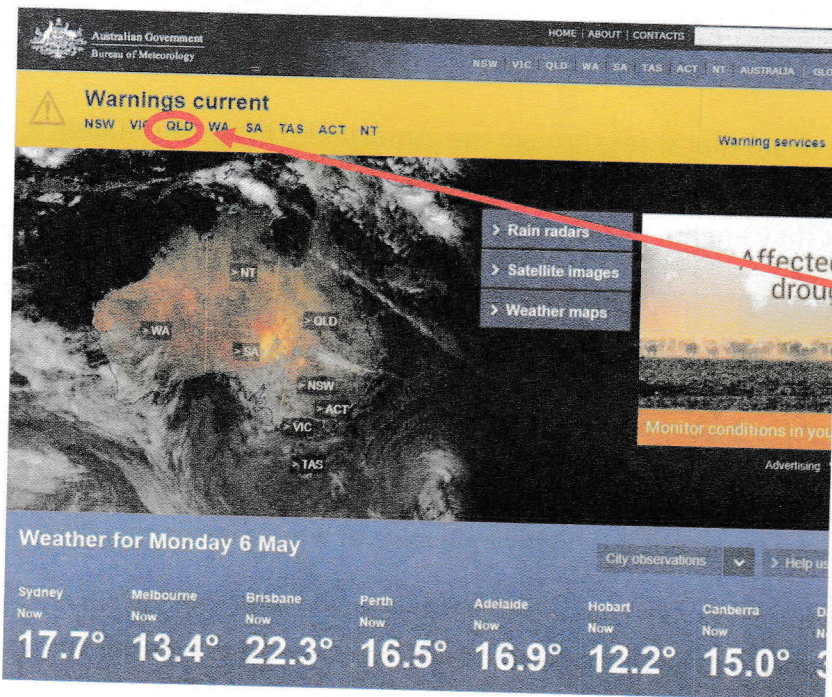 Australian Government
Bureau of Meteorology
HOME | ABOUT | CONTACTS
NSW | VIC | QLD | WA | SA | TAS | ACT | NT | AUSTRALIA |
Warnings current
NSW QLD WA SA TAS ACT NT
Warning services
> Rain radars
> Satellite images
> Weather maps
> NT
> WA
> QLD
> SA
> NSW
> ACT
> VIC
> TAS
Monitor conditions in
Advertising
Weather for Monday 6 May
City observations
> Help us
Sydney Melbourne Brisbane Perth Adelaide Hobart Canberra
Now Now Now Now Now Now Now
17.7° 13.4° 22.3° 16.5° 16.9° 12.2° 15.0°